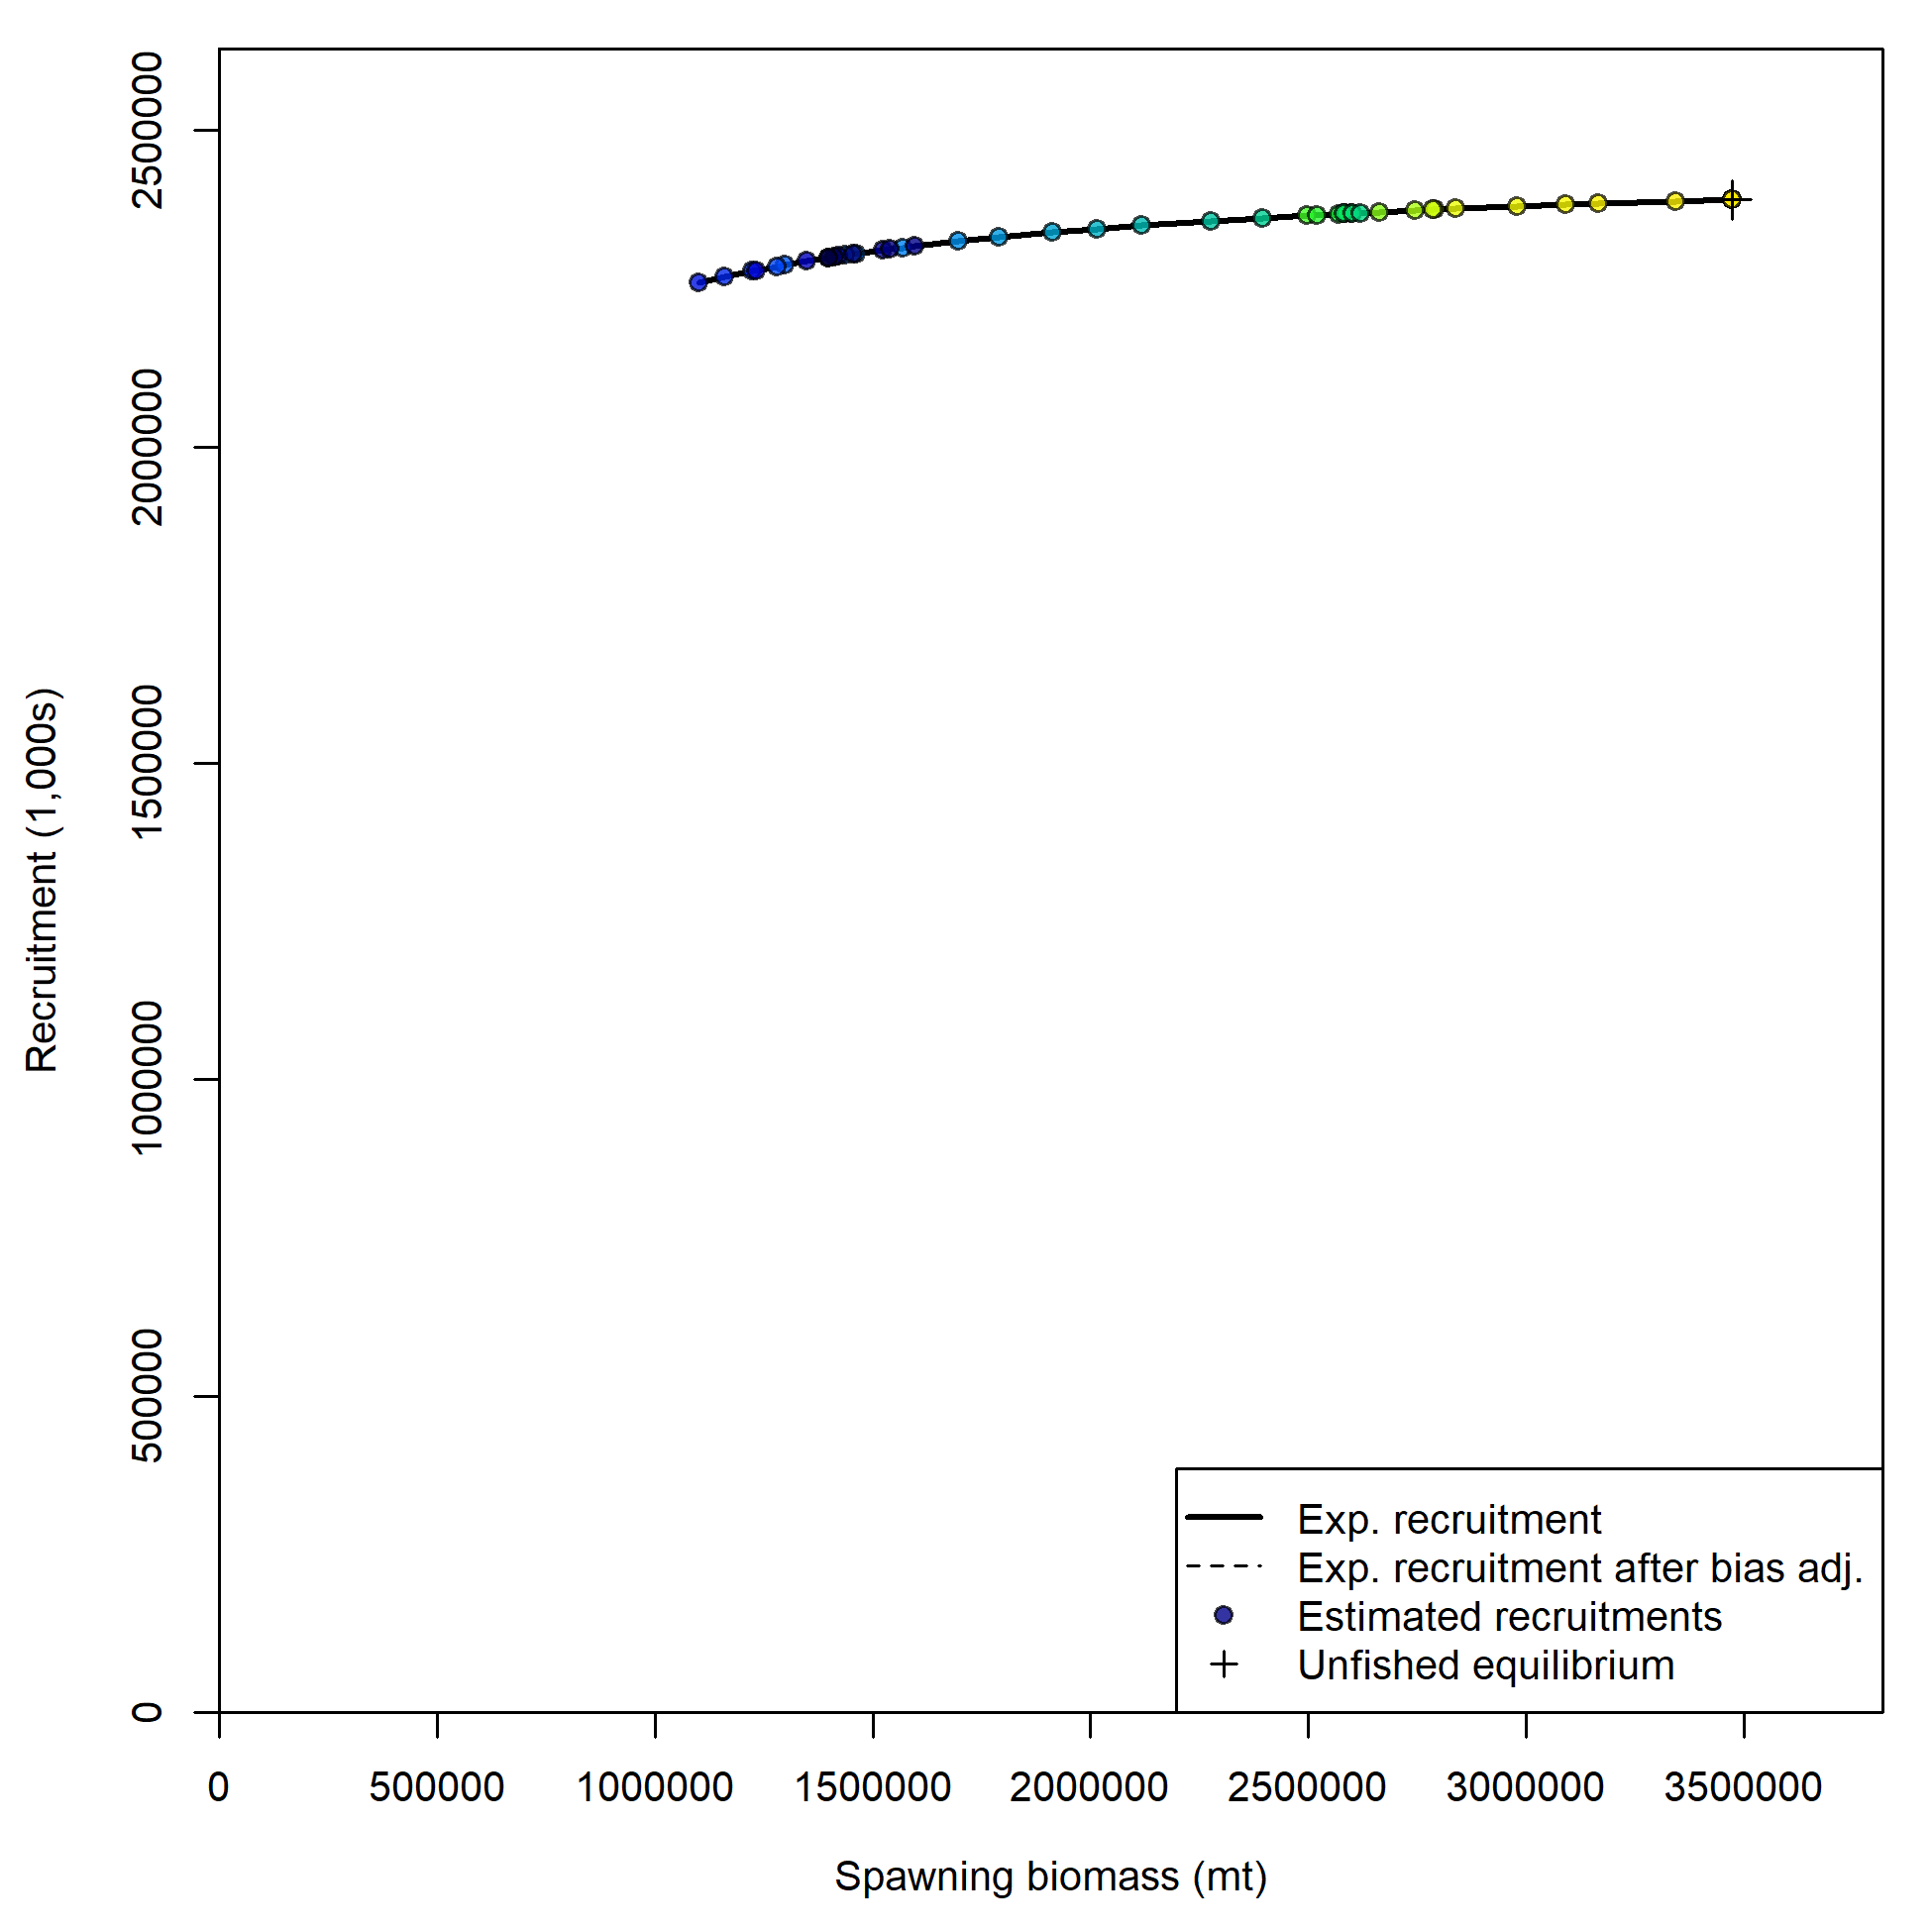 2500000
2000000
1500000
1000000
500000
0
Recruitment (1,000s)
Exp. recruitment
Exp. recruitment after bias adj.
Estimated recruitments
Unfished equilibrium
0 500000 1000000 1500000 2000000 2500000 3000000 3500000
Spawning biomass (mt)